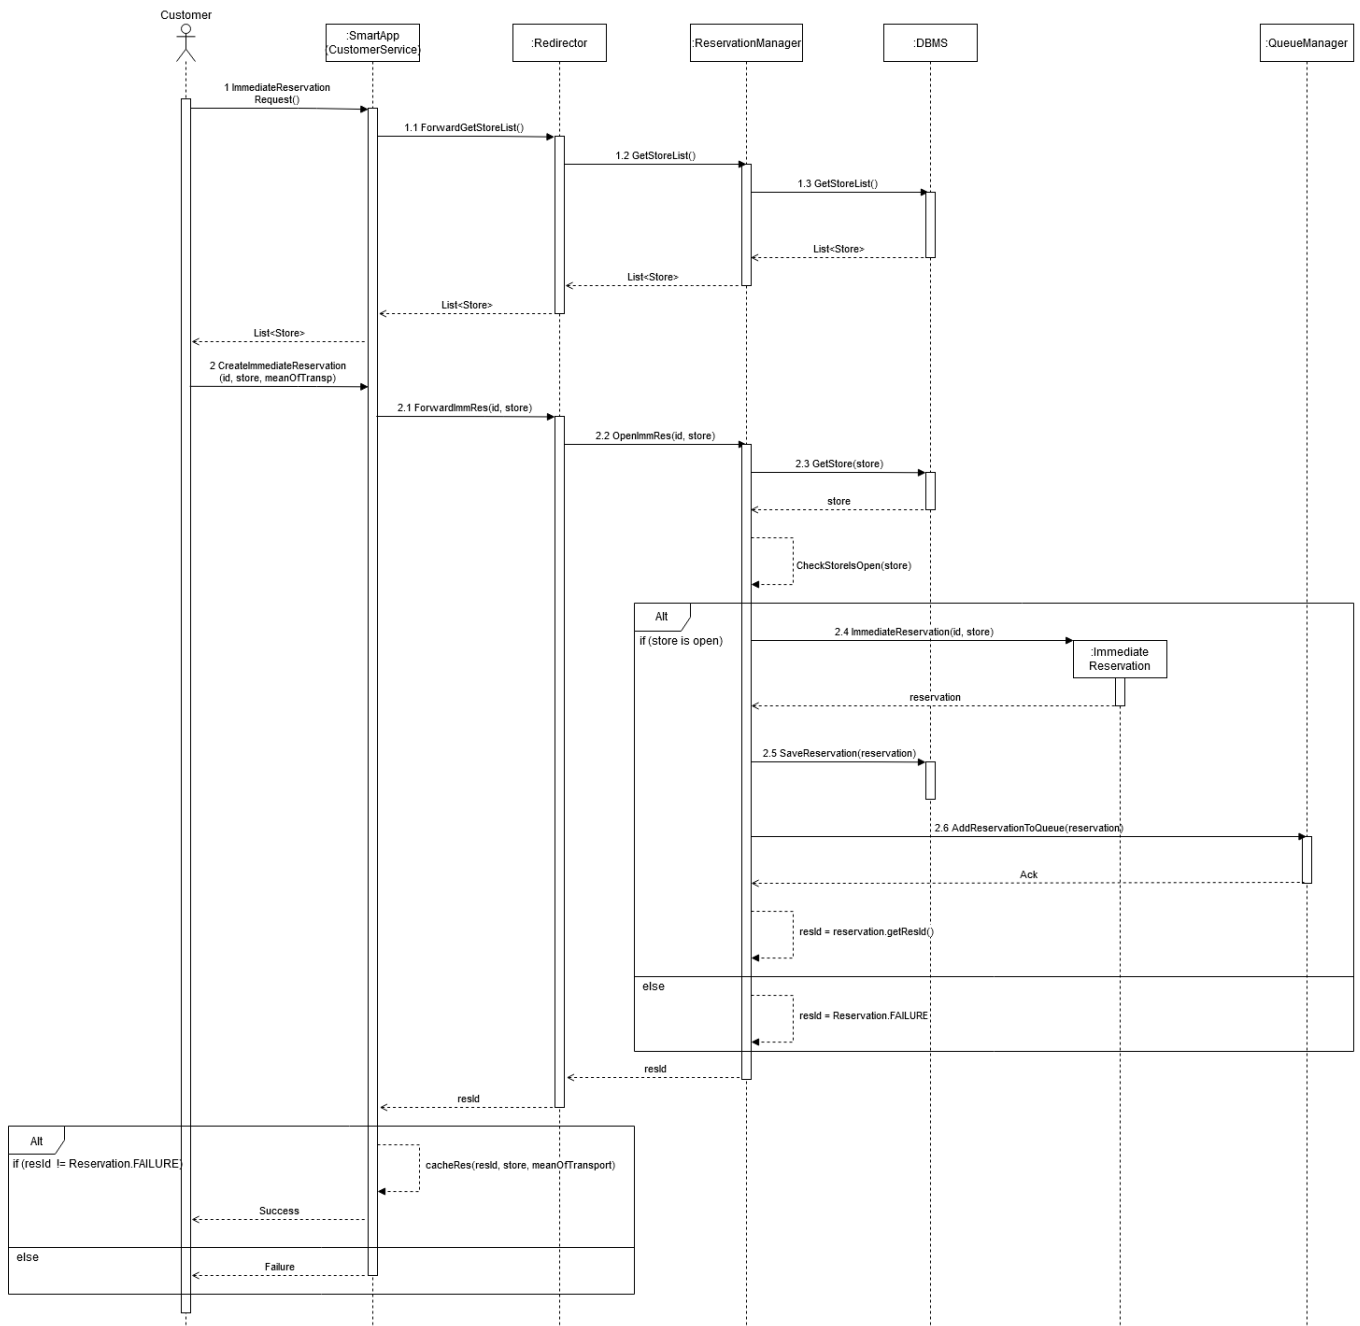 Customer
:SmartApp
(CustomerService)
:Redirector
:ReservationManager
:DBMS
:QueueManager
1 ImmediateReservation
Request()
1.1 ForwardGetStoreList()
1.2 GetStoreList()
1.3 GetStoreList()
List<Store>
List<Store>
List<Store>
List<Store>
2 CreateImmediateReservation
(id, store, meanOfTransp)
2.1 ForwardImmRes(id, store)
2.2 OpenImmRes(id, store)
2.3 GetStore(store)
store
CheckStoreIsOpen(store)
Alt
if (store is open)
2.4 ImmediateReservation(id, store)
:Immediate
Reservation
reservation
2.5 SaveReservation(reservation)
2.6 AddReservationToQueue(reservation)
Ack
resId = reservation.getResId()
else
resId = Reservation.FAILURE
resId
resId
Alt
if (resId != Reservation.FAILURE)
cacheRes(resId, store, meanOfTransport)
Success
else
Failure